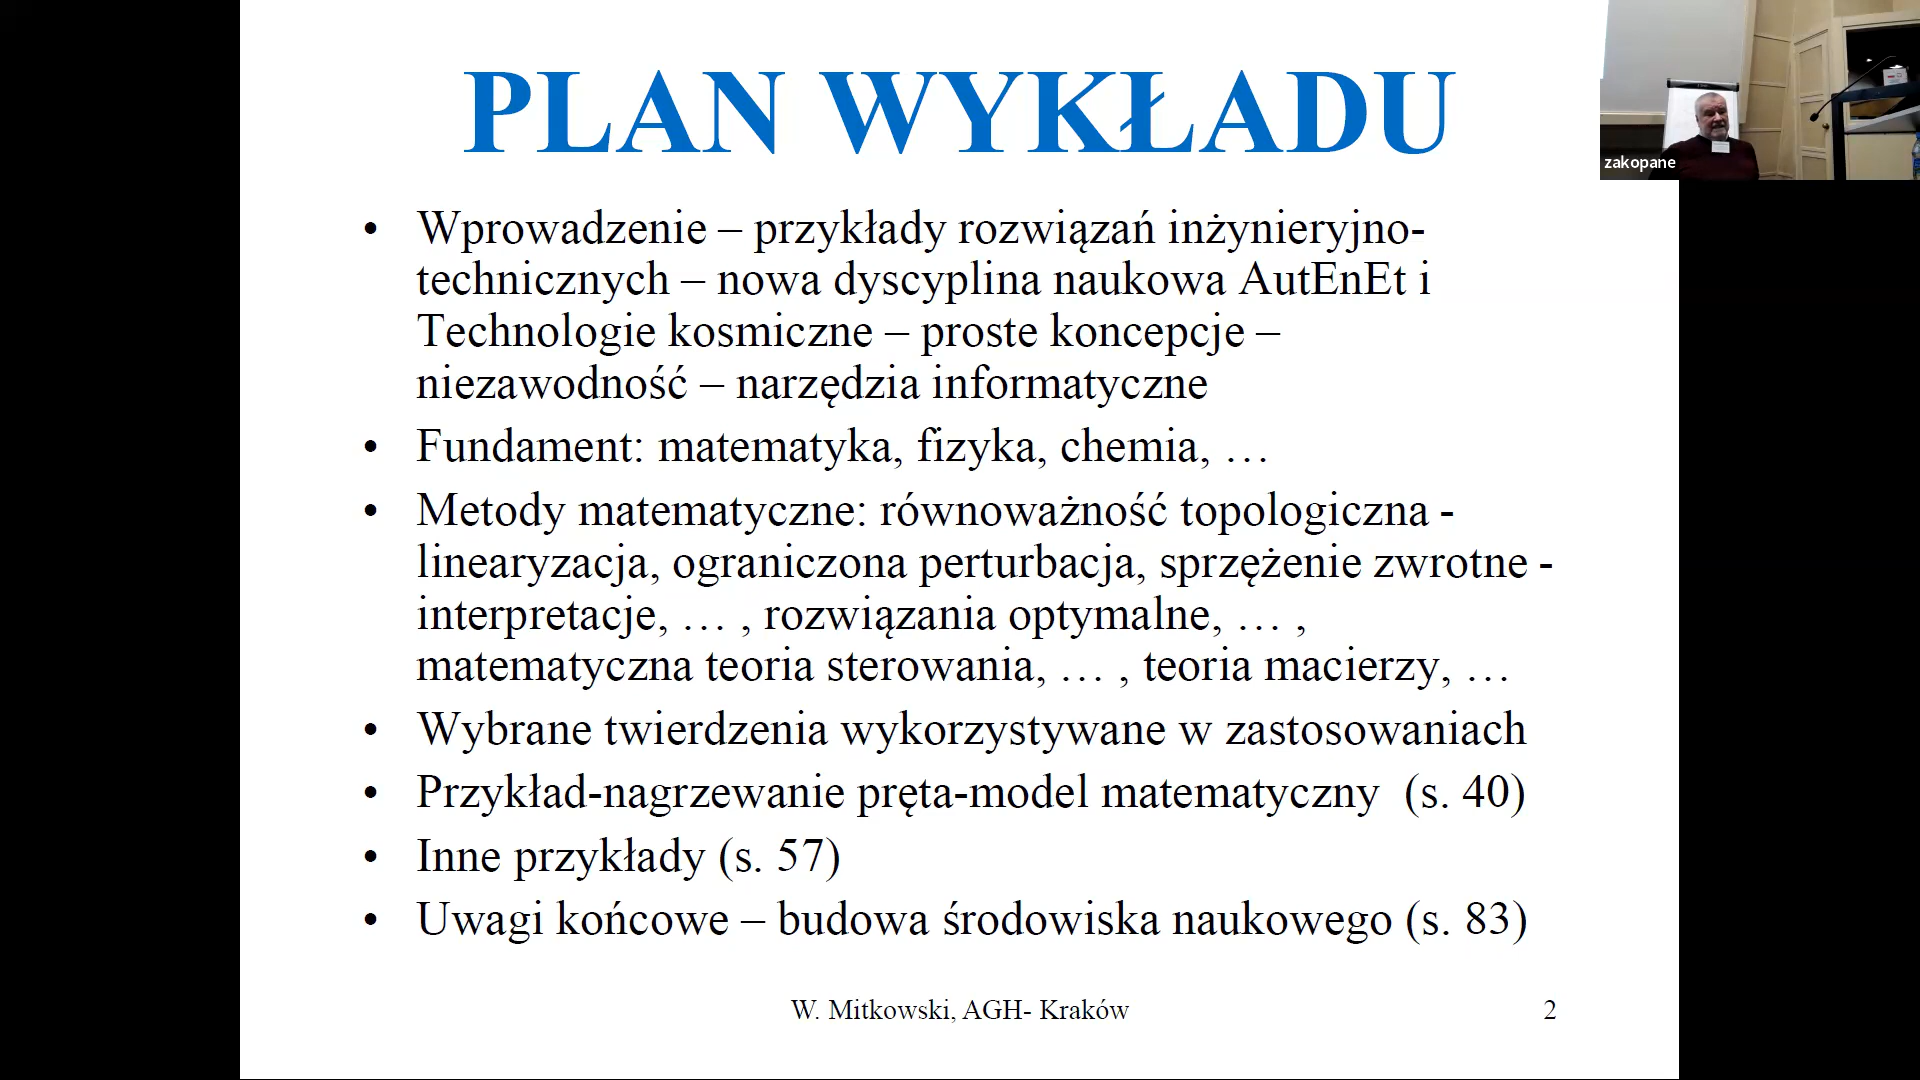 PLAN WYKŁADU
zakopane
• Wprowadzenie – przykłady rozwiązań inżynieryjno-
technicznych – nowa dyscyplina naukowa AutEnEt i
Technologie kosmiczne – proste koncepcje –
niezawodność – narzędzia informatyczne
• Fundament: matematyka, fizyka, chemia, …
• Metody matematyczne: równoważność topologiczna -
linearyzacja, ograniczona perturbacja, sprzężenie zwrotne -
interpretacje, … , rozwiązania optymalne, … ,
matematyczna teoria sterowania, … , teoria macierzy, …
• Wybrane twierdzenia wykorzystywane w zastosowaniach
• Przykład-nagrzewanie pręta-model matematyczny (s. 40)
• Inne przykłady (s. 57)
• Uwagi końcowe – budowa środowiska naukowego (s. 83)
W. Mitkowski, AGH- Kraków
2